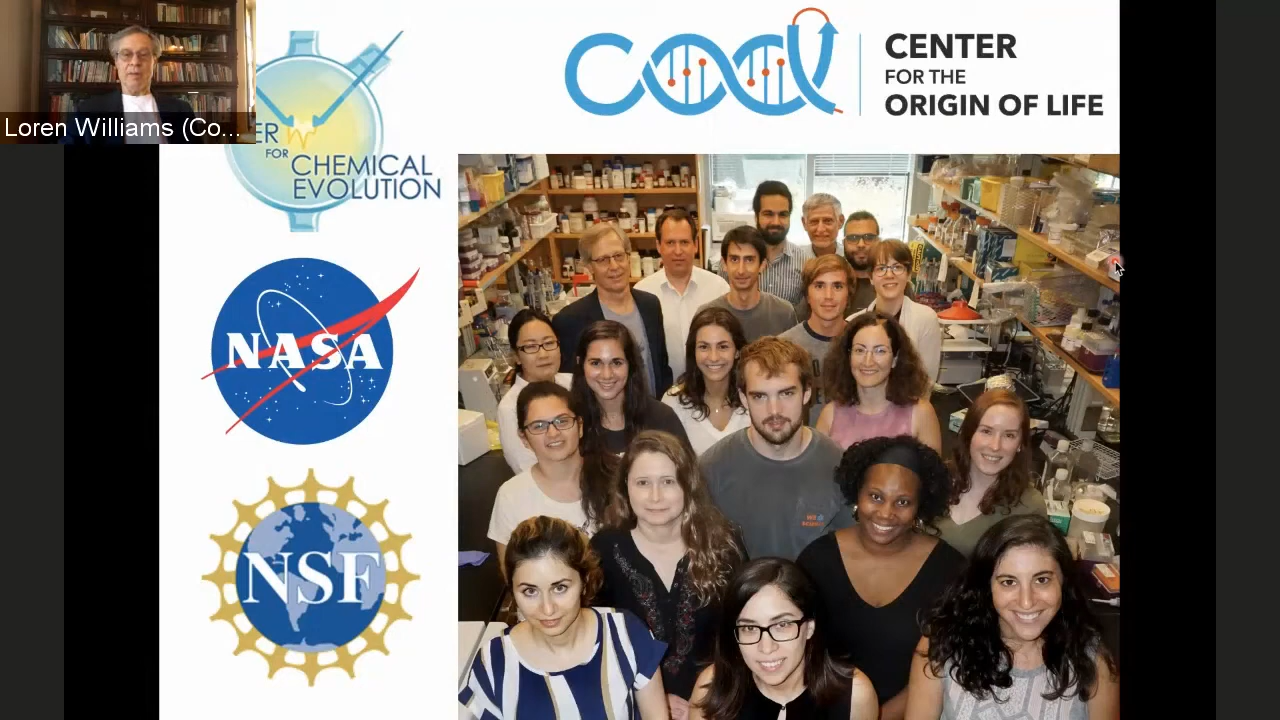 Loren Williams (Co...
COOL
CENTER
FOR THE
ORIGIN OF LIFE
ER
FOR
CHEMICAL
EVOLUTION
NASA
NSF